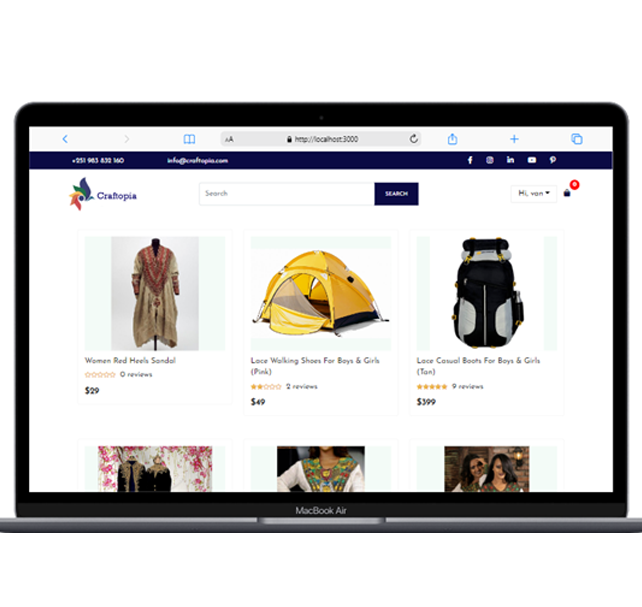 AA http://localhost:3000
+251 983 832 160 info@craftopia.com
Craftopia Search SEARCH Hi, van 0
Women Red Heels Sandal
0 reviews
$29
Lace Walking Shoes For Boys & Girls
(Pink)
2 reviews
$49
Lace Casual Boots For Boys & Girls
(Tan)
9 reviews
$399
MacBook Air